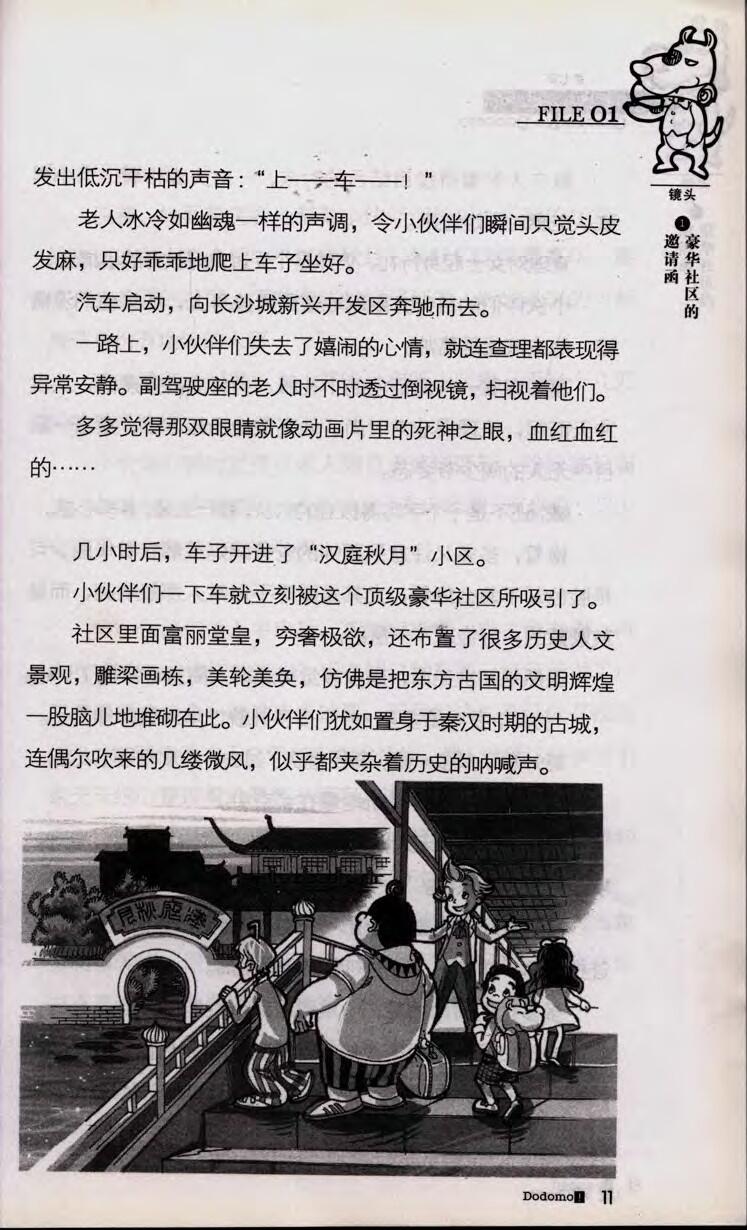 FILE 01
镜头
❶豪华社区的
邀请函
发出低沉干枯的声音：“上——车——！”
老人冰冷如幽魂一样的声调，令小伙伴们瞬间只觉头皮
发麻，只好乖乖地爬上车子坐好。
汽车启动，向长沙城新兴开发区奔驰而去。
一路上，小伙伴们失去了嬉闹的心情，就连查理都表现得
异常安静。副驾驶座的老人时不时透过倒视镜，扫视着他们。
多多觉得那双眼睛就像动画片里的死神之眼，血红血红
的……
几小时后，车子开进了“汉庭秋月”小区。
小伙伴们一下车就立刻被这个顶级豪华社区所吸引了。
社区里面富丽堂皇，穷奢极欲，还布置了很多历史人文
景观，雕梁画栋，美轮美奂，仿佛是把东方古国的文明辉煌
一股脑儿地堆砌在此。小伙伴们犹如置身于秦汉时期的古城，
连偶尔吹来的几缕微风，似乎都夹杂着历史的呐喊声。
Dodomo! 11